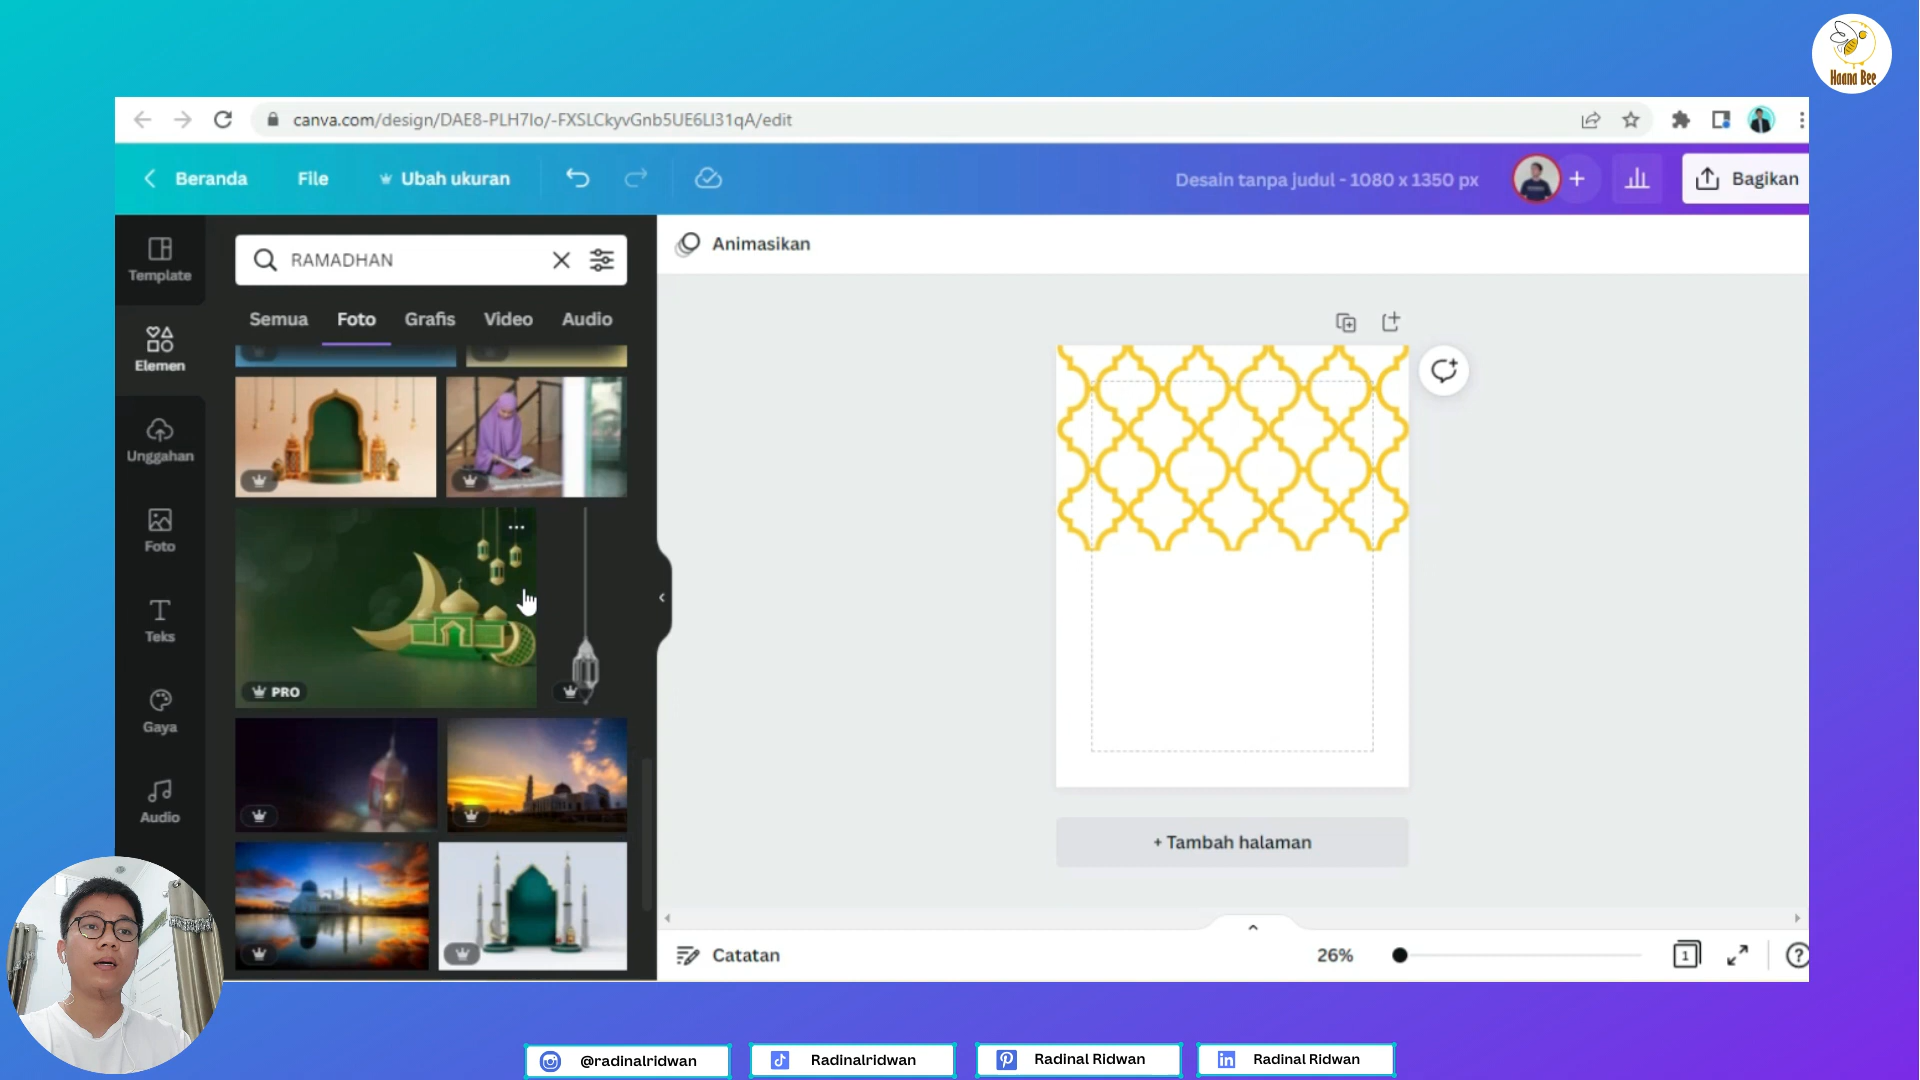 Haana Bee
canva.com/design/DAE8-PLH7Io/-FXSLCkyvGnb5UE6LI31qA/edit
Beranda
File
Ubah ukuran
Desain tanpa judul - 1080 x 1350 px
Bagikan
Template
Elemen
Unggahan
Foto
Teks
Gaya
Audio
RAMADHAN
Semua
Foto
Grafis
Video
Audio
PRO
Animasikan
+ Tambah halaman
Catatan
26%
1
@radinalridwan
Radinalridwan
Radinal Ridwan
in
Radinal Ridwan